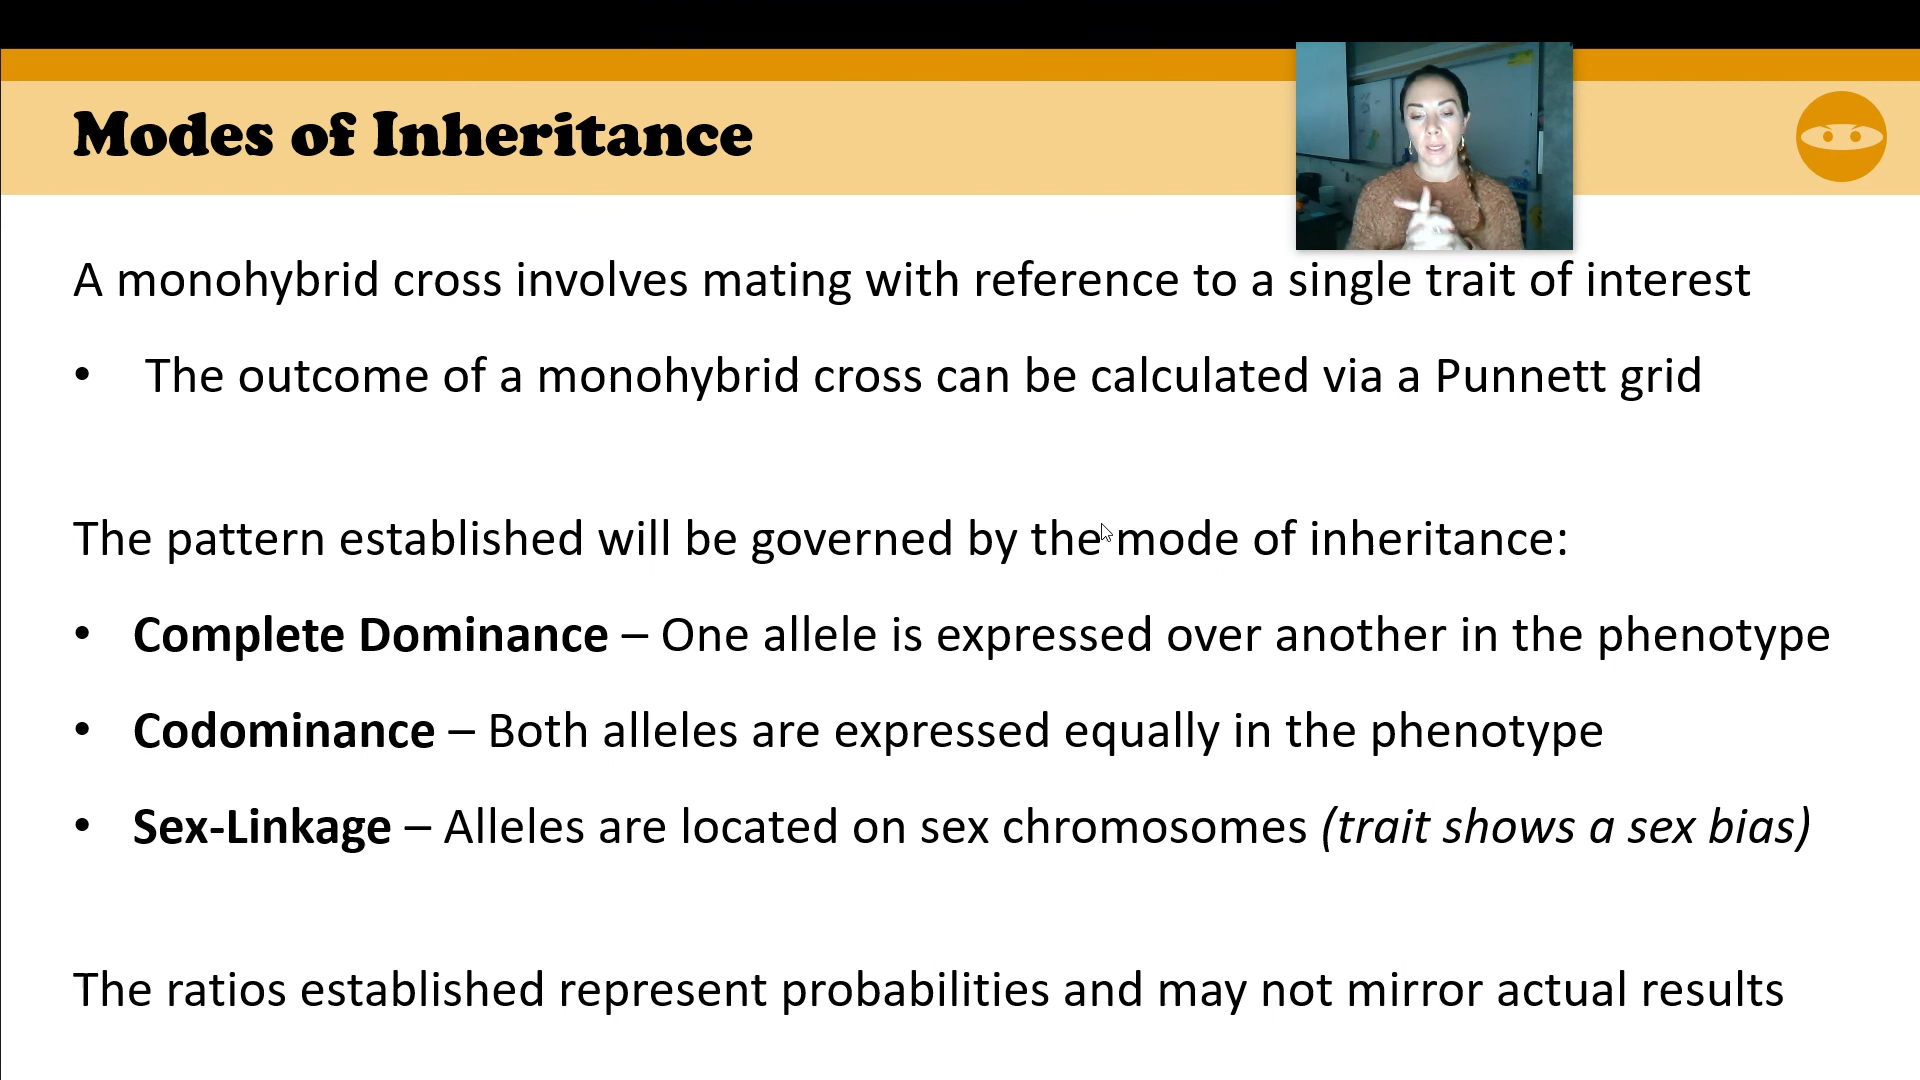 Modes of Inheritance
A monohybrid cross involves mating with reference to a single trait of interest
• The outcome of a monohybrid cross can be calculated via a Punnett grid
The pattern established will be governed by the mode of inheritance:
• Complete Dominance – One allele is expressed over another in the phenotype
• Codominance – Both alleles are expressed equally in the phenotype
• Sex-Linkage – Alleles are located on sex chromosomes (trait shows a sex bias)
The ratios established represent probabilities and may not mirror actual results